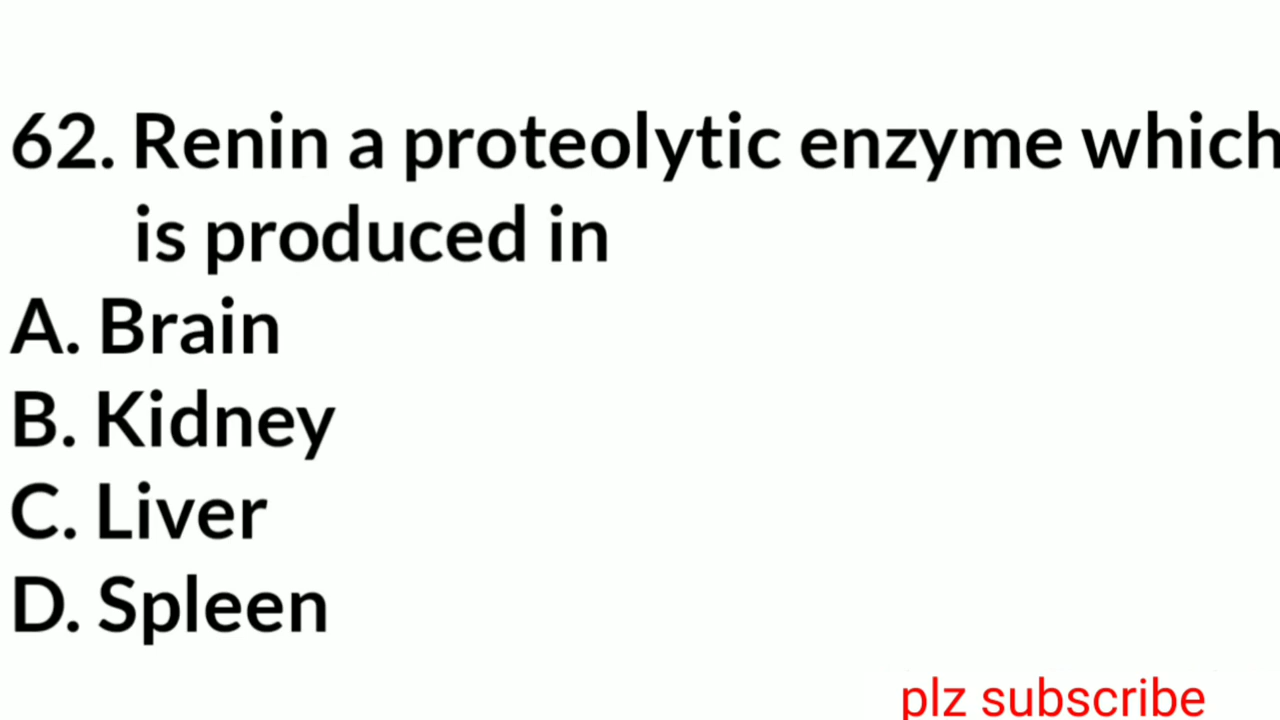 62. Renin a proteolytic enzyme which
is produced in
A. Brain
B. Kidney
C. Liver
D. Spleen
plz subscribe